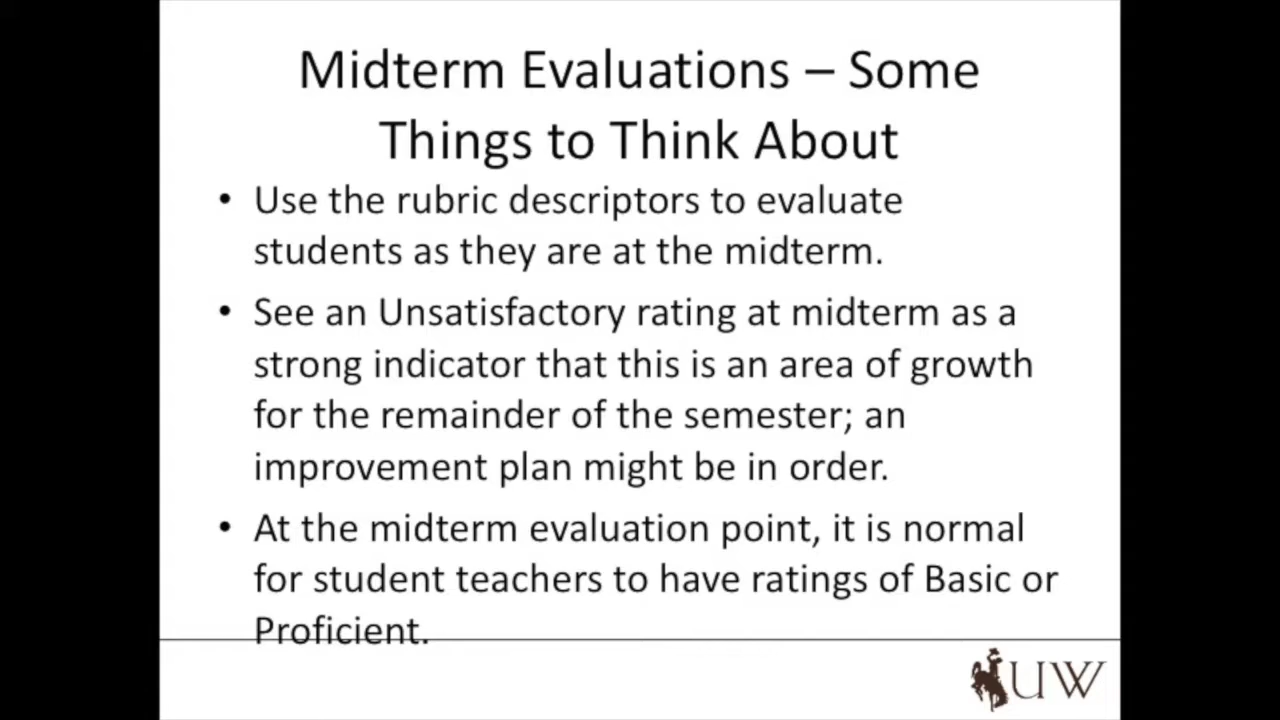 Midterm Evaluations – Some
Things to Think About
• Use the rubric descriptors to evaluate
students as they are at the midterm.
• See an Unsatisfactory rating at midterm as a
strong indicator that this is an area of growth
for the remainder of the semester; an
improvement plan might be in order.
• At the midterm evaluation point, it is normal
for student teachers to have ratings of Basic or
Proficient.
UW